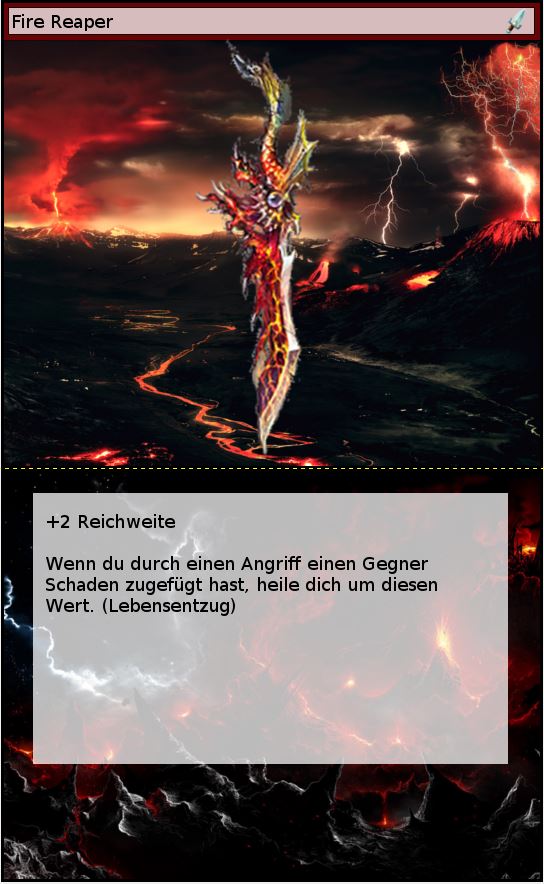 Fire Reaper
+2 Reichweite
Wenn du durch einen Angriff einen Gegner
Schaden zugefügt hast, heile dich um diesen
Wert. (Lebensentzug)